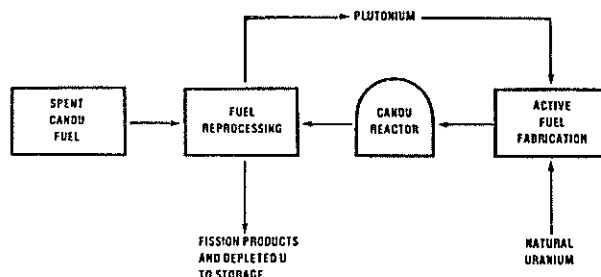 PLUTONIUM
SPENT
CANDU
FUEL
FUEL
REPROCESSING
CANDU
REACTOR
ACTIVE
FUEL
FABRICATION
FISSION PRODUCTS
AND DEPLETED U
TO STORAGE
NATURAL
URANIUM